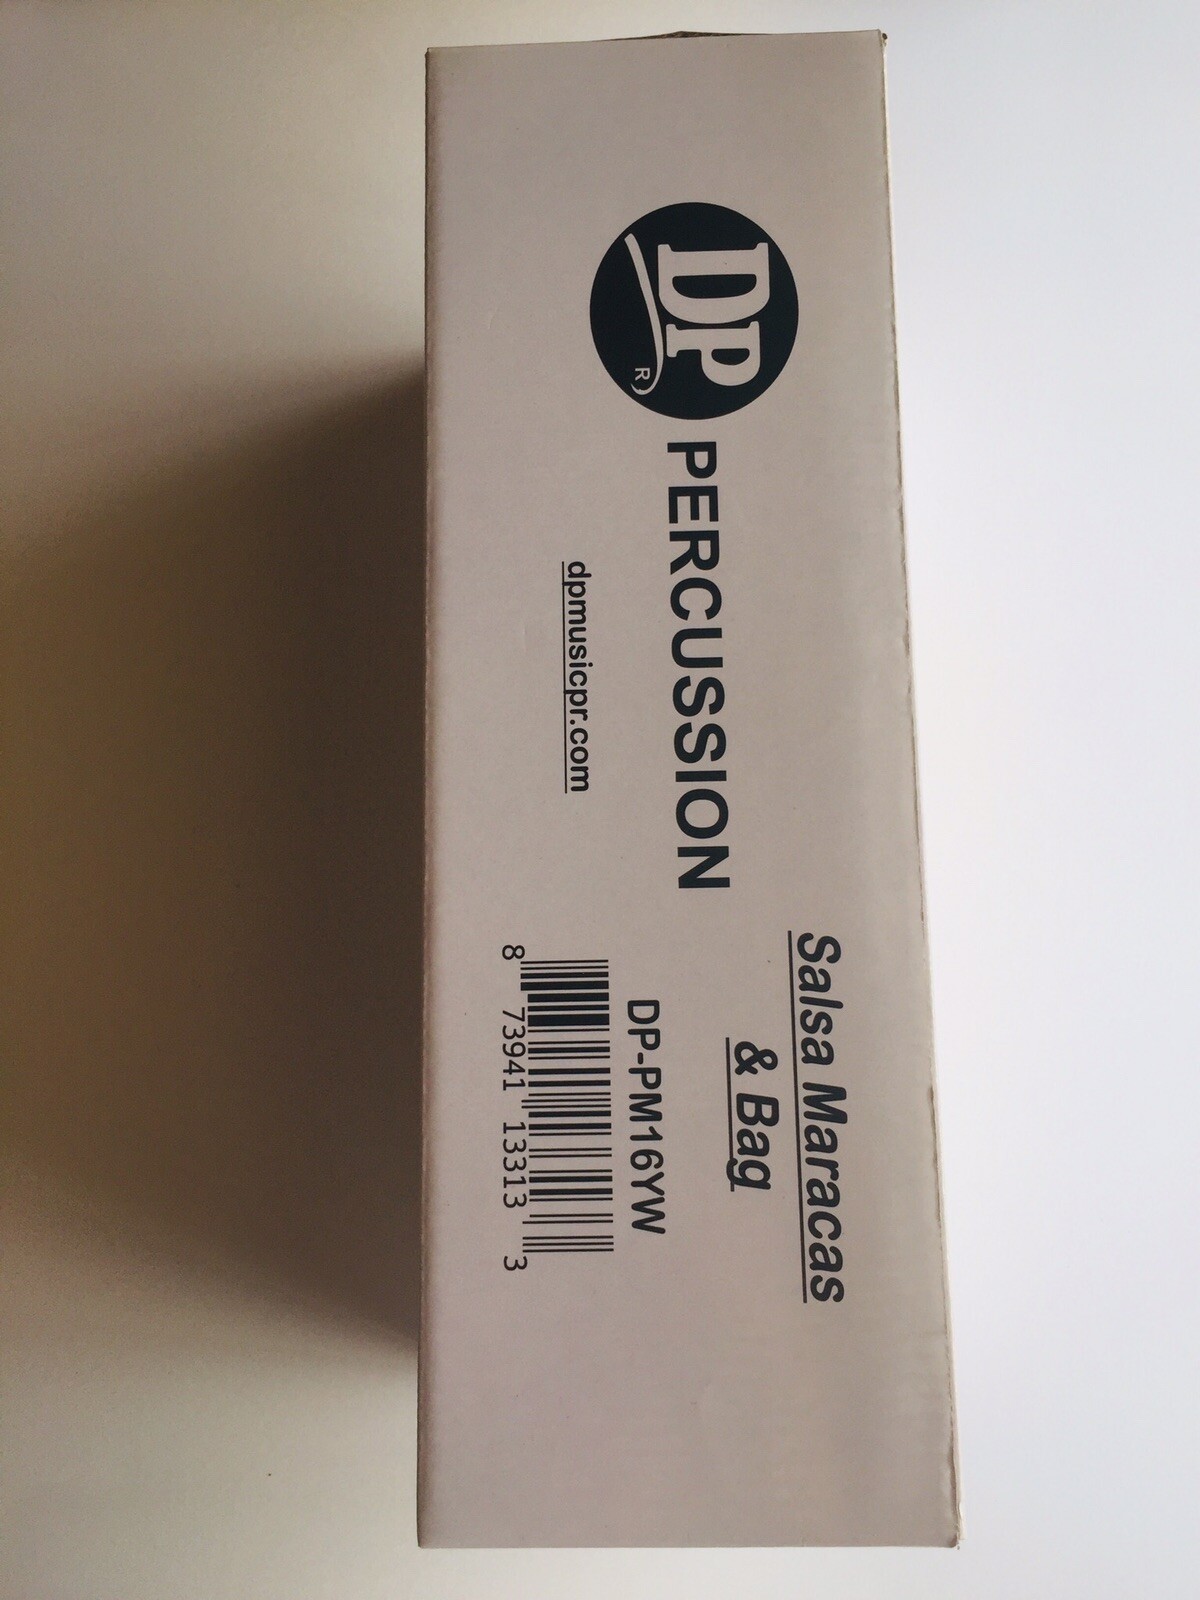 DP
R
PERCUSSION
dpmusicpr.com
Salsa Maracas
& Bag
DP-PM16YW
8 73941 13313 3